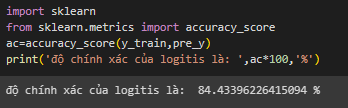 import sklearn
from sklearn.metrics import accuracy_score
ac=accuracy_score(y_train,pre_y)
print('độ chính xác của logitis là: ',ac*100,'%')
độ chính xác của logitis là:  84.43396226415094 %